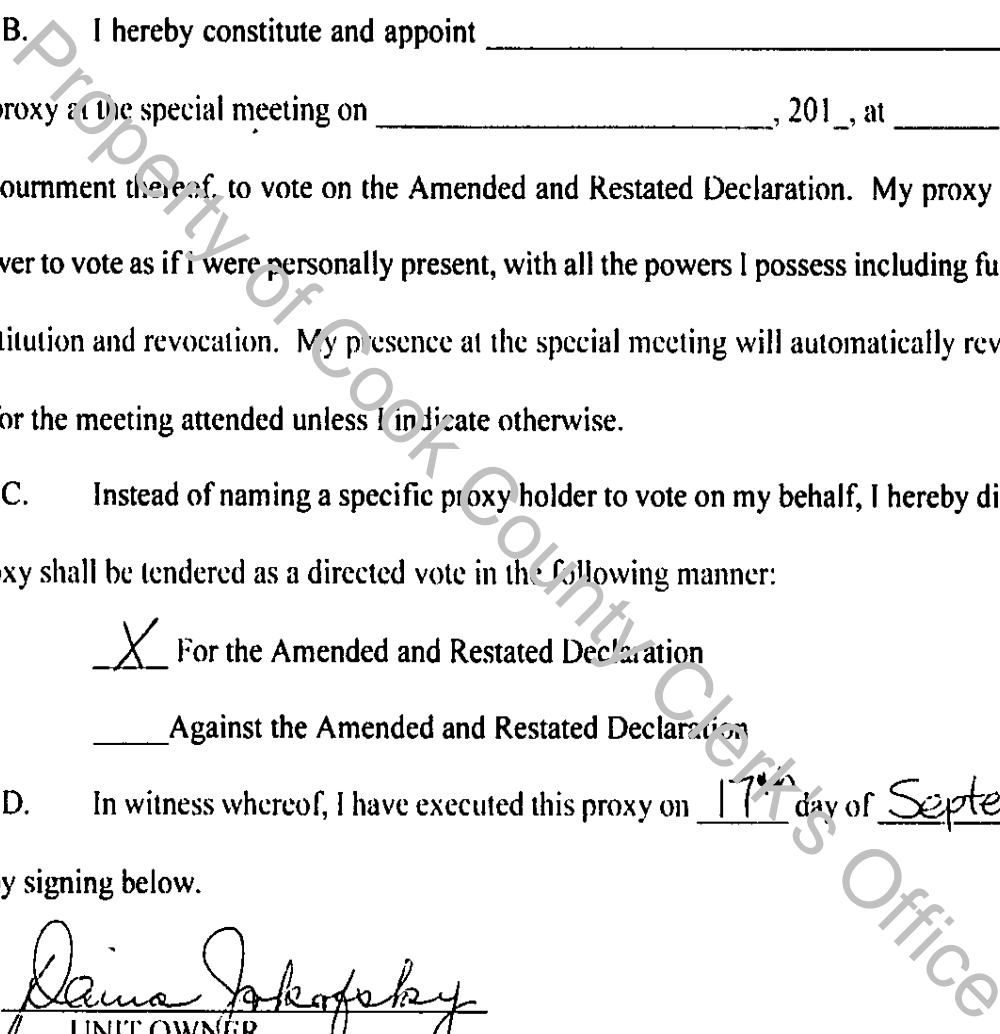 B. I hereby constitute and appoint
proxy at the special meeting on , 201_, at
ournment thereof, to vote on the Amended and Restated Declaration. My proxy
ver to vote as if i were personally present, with all the powers I possess including fu
titution and revocation. My presence at the special meeting will automatically rev
or the meeting attended unless I indicate otherwise.
C. Instead of naming a specific proxy holder to vote on my behalf, I hereby di
oxy shall be tendered as a directed vote in the following manner:
X For the Amended and Restated Declaration
Against the Amended and Restated Declaration
D. In witness whereof, I have executed this proxy on 17th day of Septe
y signing below.
UNIT OWNER
Property of Cook County Clerk's Office